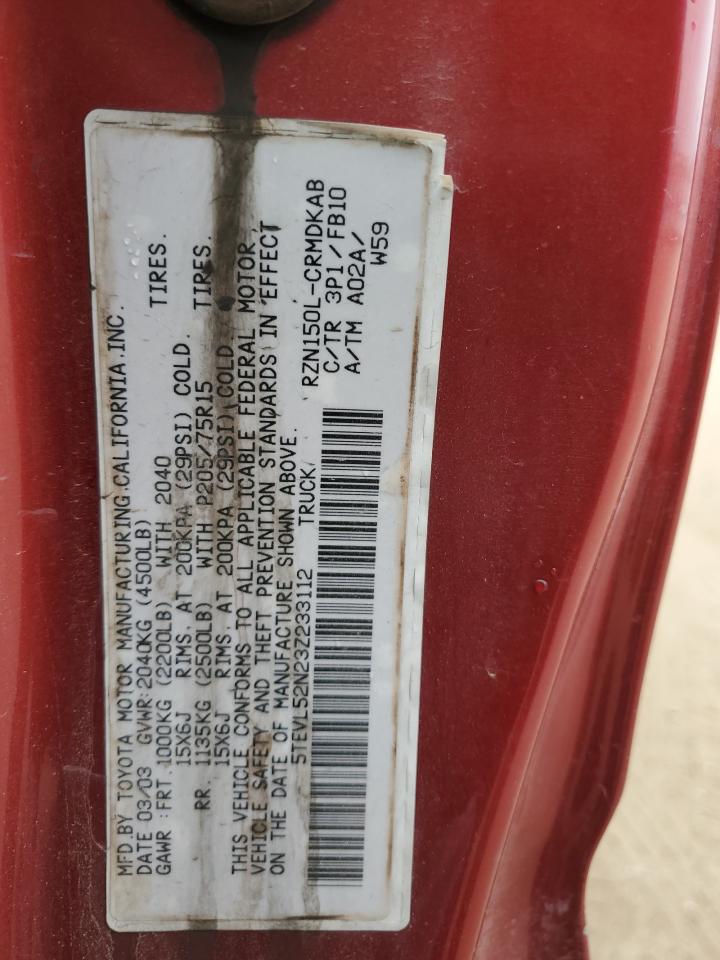 MFD.BY TOYOTA MOTOR MANUFACTURING.CALIFORNIA.INC.
DATE 03/03 GVWR:2040KG (4500LB)
GAWR :FRT.1000KG (2200LB) WITH 2040 TIRES.
15X6J RIMS. AT 200KPA (29PSI) COLD.
RR. 1135KG (2500LB) WITH P205/75R15 TIRES.
15X6J RIMS. AT 200KPA (29PSI) COLD.
THIS VEHICLE CONFORMS TO ALL APPLICABLE FEDERAL MOTOR
VEHICLE SAFETY AND THEFT PREVENTION STANDARDS IN EFFECT
ON THE DATE OF MANUFACTURE SHOWN ABOVE.
5TEVL52N23Z233112 TRUCK
RZN150L-CRMDKAB
C/TR 3P1/FB10
A/TM A02A/
W59